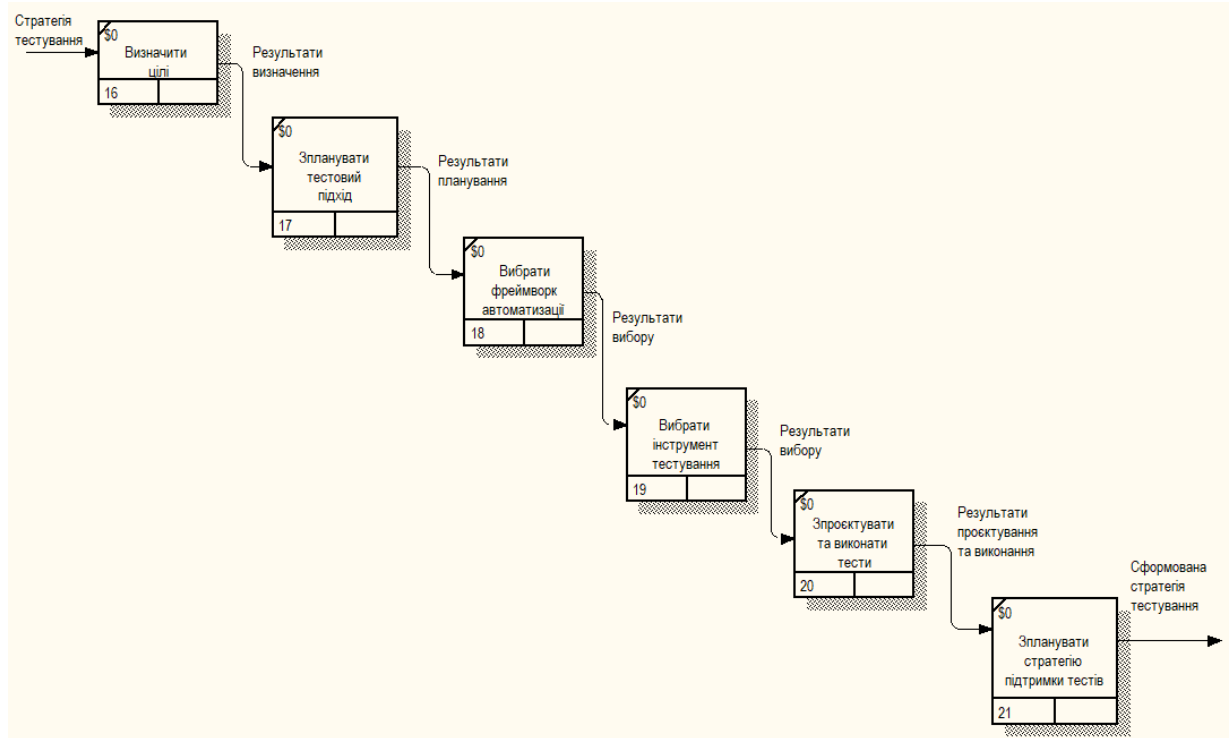 Стратегія
тестування
$0
Визначити
цілі
16
Результати
визначення
$0
Зпланувати
тестовий
підхід
17
Результати
планування
$0
Вибрати
фреймворк
автоматизації
18
Результати
вибору
$0
Вибрати
інструмент
тестування
19
Результати
вибору
$0
Зпроєктувати
та виконати
тести
20
Результати
проєктування
та виконання
$0
Зпланувати
стратегію
підтримки тестів
21
Сформована
стратегія
тестування